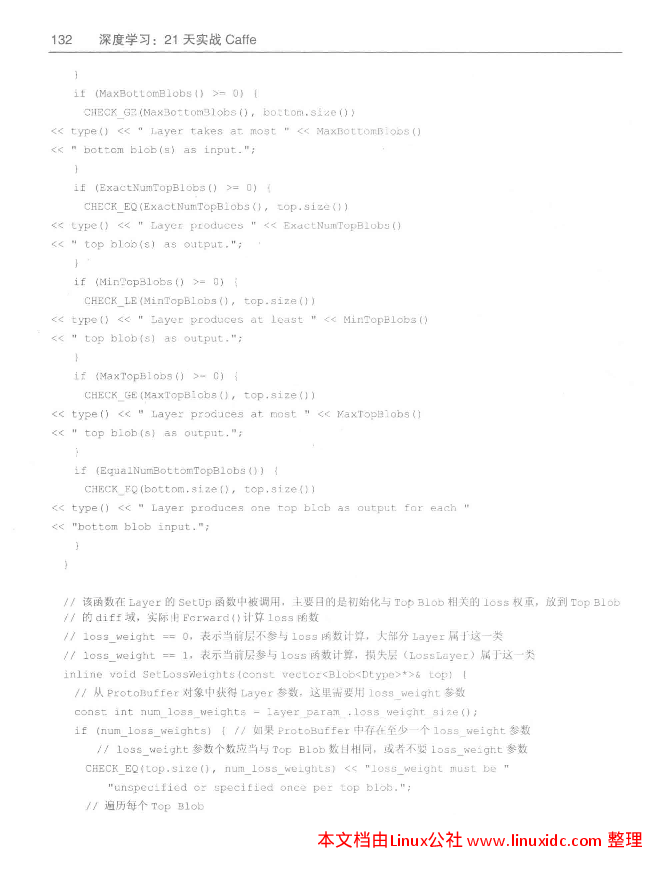 132 深度学习：21 天实战 Caffe
}
if (MaxBottomBlobs() >= 0) {
CHECK_GE(MaxBottomBlobs(), bottom.size())
<< type() << " Layer takes at most " << MaxBottomBlobs()
<< " bottom blob(s) as input.";
}
if (ExactNumTopBlobs() >= 0) {
CHECK_EQ(ExactNumTopBlobs(), top.size())
<< type() << " Layer produces " << ExactNumTopBlobs()
<< " top blob(s) as output.";
}
if (MinTopBlobs() >= 0) {
CHECK_LE(MinTopBlobs(), top.size())
<< type() << " Layer produces at least " << MinTopBlobs()
<< " top blob(s) as output.";
}
if (MaxTopBlobs() >= 0) {
CHECK_GE(MaxTopBlobs(), top.size())
<< type() << " Layer produces at most " << MaxTopBlobs()
<< " top blob(s) as output.";
}
if (EqualNumBottomTopBlobs()) {
CHECK_EQ(bottom.size(), top.size())
<< type() << " Layer produces one top blob as output for each "
<< "bottom blob input.";
}
}
// 该函数在 Layer 的 SetUp 函数中被调用，主要目的是初始化与 Top Blob 相关的 loss 权重，放到 Top Blob
// 的 diff 域，实际由 Forward()计算 loss 函数
// loss_weight == 0，表示当前层不参与 loss 函数计算，大部分 Layer 属于这一类
// loss_weight == 1，表示当前层参与 loss 函数计算，损失层（LossLayer）属于这一类
inline void SetLossWeights(const vector<Blob<Dtype>*>& top) {
// 从 ProtoBuffer 对象中获得 Layer 参数，这里需要用 loss_weight 参数
const int num_loss_weights = layer_param_.loss_weight_size();
if (num_loss_weights) { // 如果 ProtoBuffer 中存在至少一个 loss_weight 参数
// loss_weight 参数个数应当与 Top Blob 数目相同，或者不要 loss_weight 参数
CHECK_EQ(top.size(), num_loss_weights) << "loss_weight must be "
"unspecified or specified once per top blob.";
// 遍历每个 Top Blob
本文档由Linux公社 www.linuxidc.com 整理